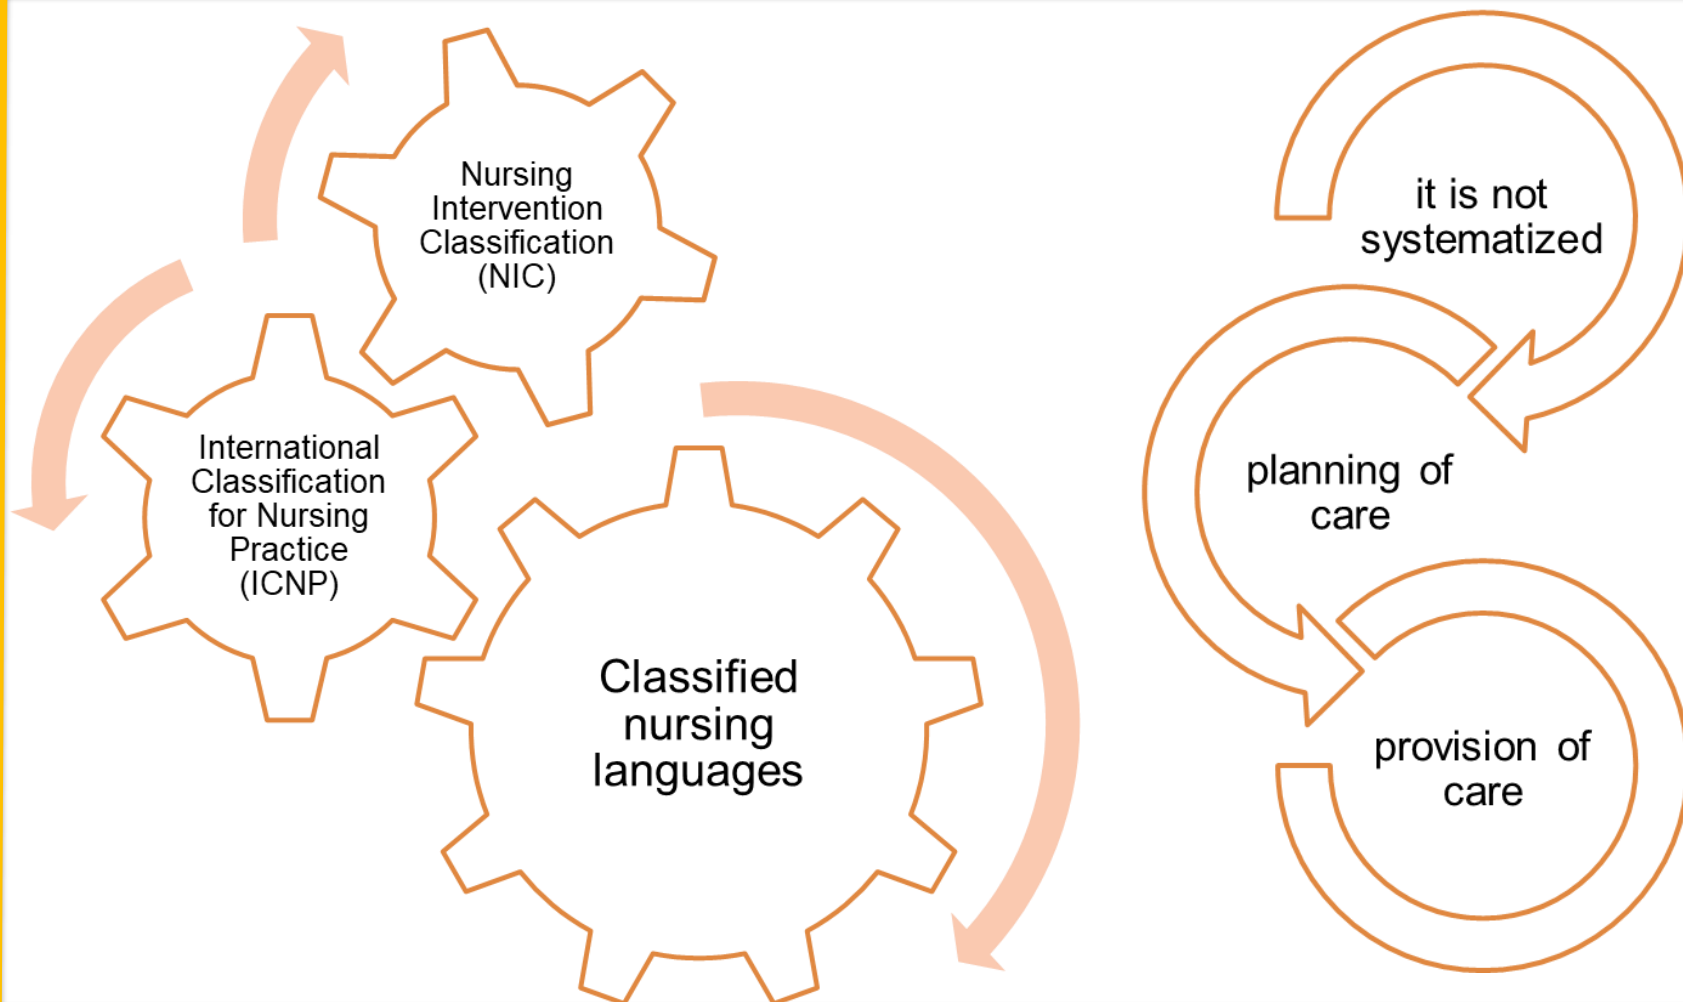 Nursing
Intervention
Classification
(NIC)
International
Classification
for Nursing
Practice
(ICNP)
Classified
nursing
languages
it is not
systematized
planning of
care
provision of
care